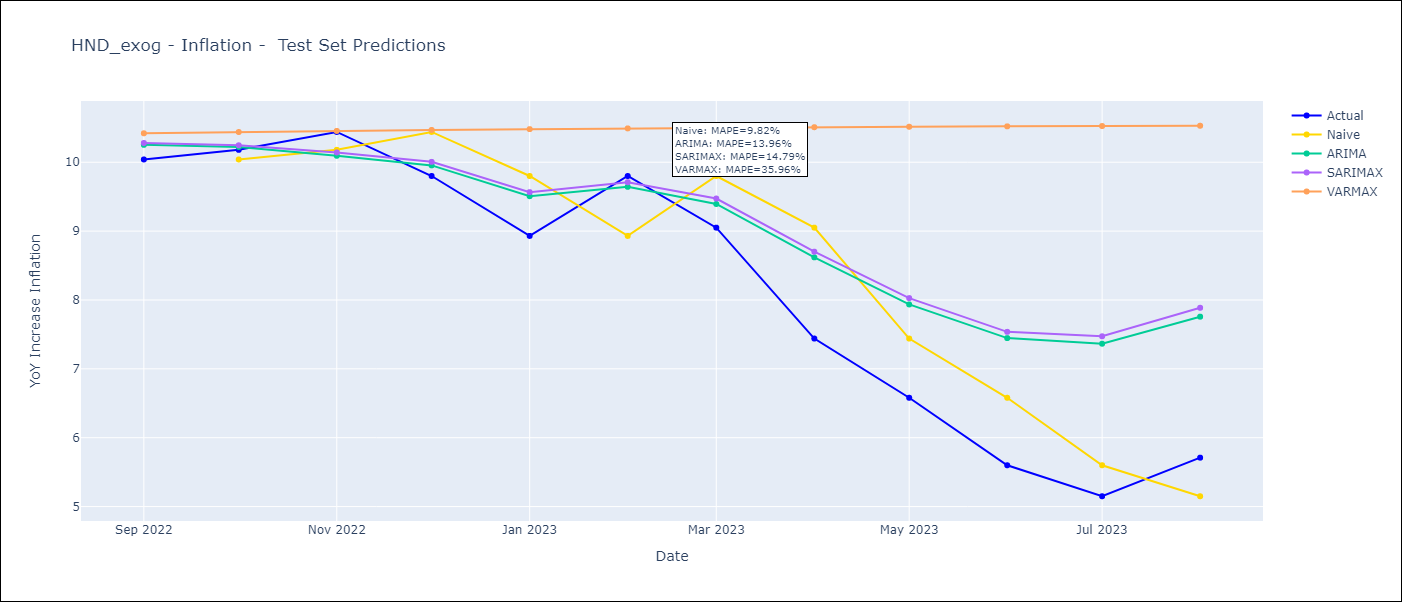 HND_exog - Inflation -  Test Set Predictions
Actual
Naive
ARIMA
SARIMAX
VARMAX
Naive: MAPE=9.82%
ARIMA: MAPE=13.96%
SARIMAX: MAPE=14.79%
VARMAX: MAPE=35.96%
YoY Increase Inflation
10
9
8
7
6
5
Sep 2022
Nov 2022
Jan 2023
Mar 2023
May 2023
Jul 2023
Date